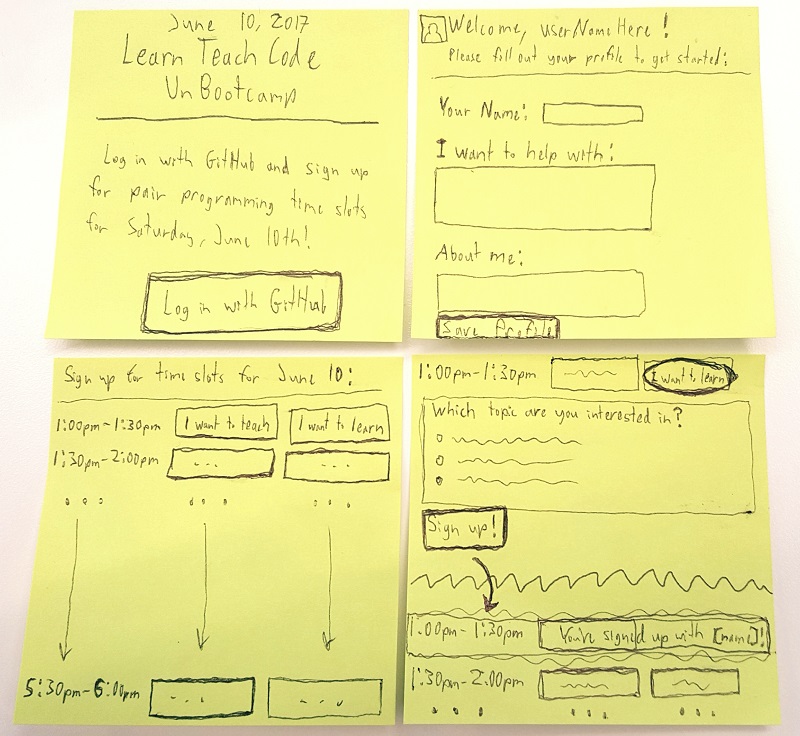 June 10, 2017
Learn Teach Code
UnBootcamp
Log in with GitHub and sign up
for pair programming time slots
for Saturday, June 10th!
Log in with GitHub
Welcome, userNameHere!
Please fill out your profile to get started:
Your Name:
I want to help with:
About me:
Save Profile
Sign up for time slots for June 10:
1:00pm-1:30pm I want to teach I want to learn
1:30pm-2:00pm ... ...
... ... ...
5:30pm-6:00pm ... ...
1:00pm-1:30pm I want to learn
Which topic are you interested in?
Sign up!
1:00pm-1:30pm You're signed up with [name]!
1:30pm-2:00pm
... ... ...